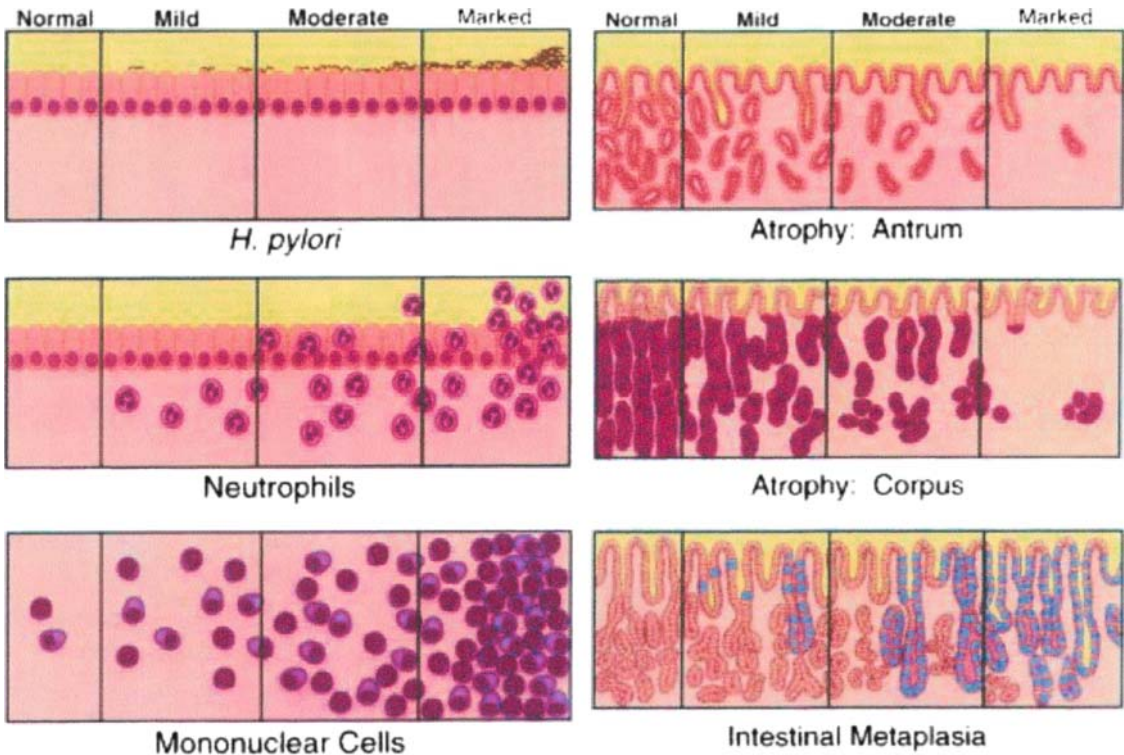 Normal Mild Moderate Marked
H. pylori
Neutrophils
Mononuclear Cells
Normal Mild Moderate Marked
Atrophy: Antrum
Atrophy: Corpus
Intestinal Metaplasia